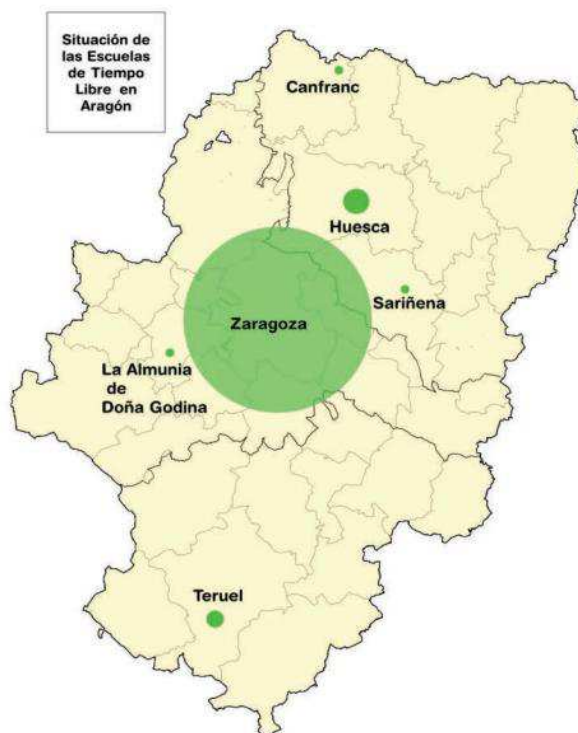 Situación de
las Escuelas
de Tiempo
Libre en
Aragón
Canfranc
Huesca
Sariñena
Zaragoza
La Almunia
de
Doña Godina
Teruel